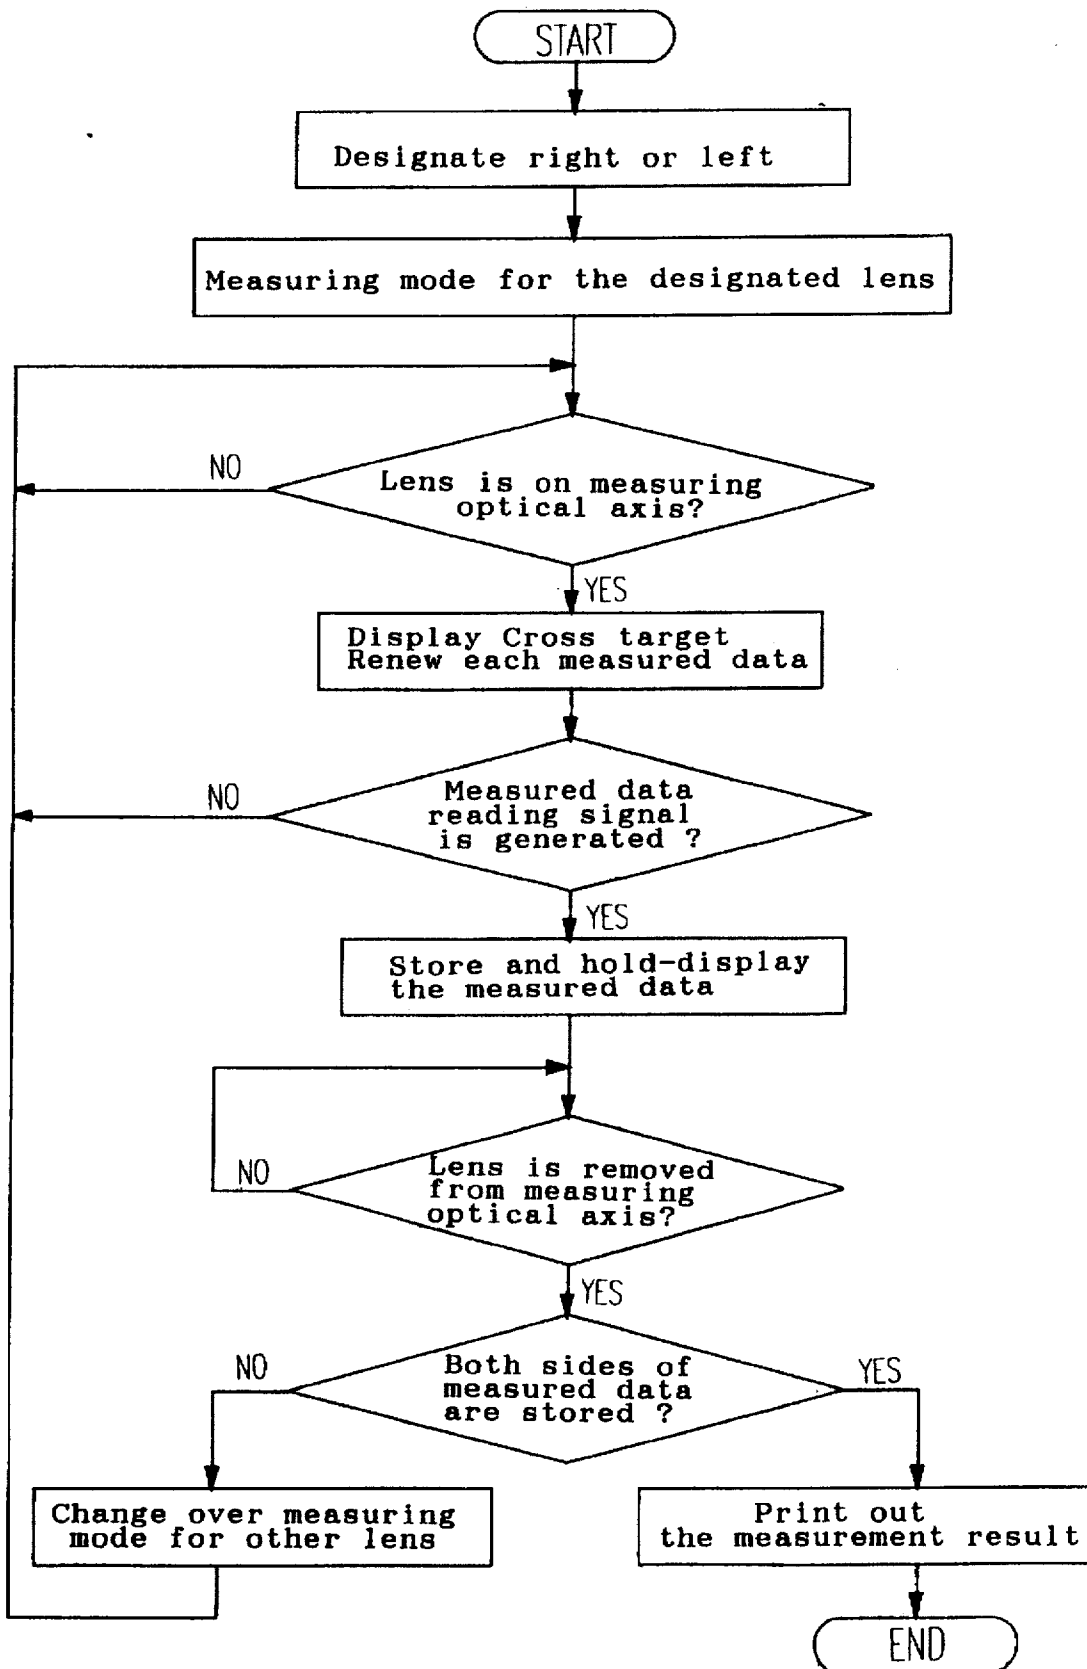 START
Designate right or left
Measuring mode for the designated lens
NO
Lens is on measuring
optical axis?
YES
Display Cross target
Renew each measured data
NO
Measured data
reading signal
is generated ?
YES
Store and hold-display
the measured data
NO
Lens is removed
from measuring
optical axis?
YES
NO
Both sides of
measured data
are stored ?
YES
Change over measuring
mode for other lens
Print out
the measurement result
END